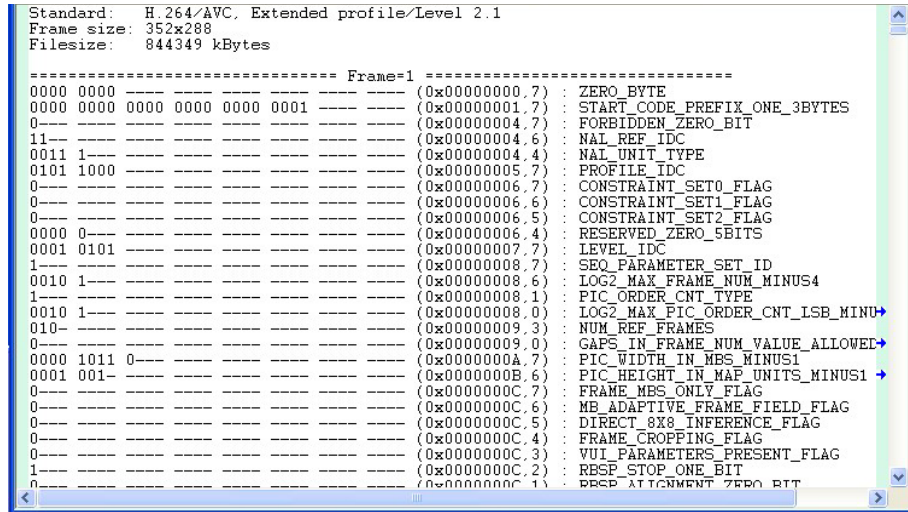 Standard:   H.264/AVC, Extended profile/Level 2.1
Frame size: 352x288
Filesize:   844349 kBytes
================================ Frame=1 ================================
0000 0000 ---- ---- ---- ---- ---- ---- (0x00000000,7) : ZERO_BYTE
0000 0000 0000 0000 0000 0001 ---- ---- (0x00000001,7) : START_CODE_PREFIX_ONE_3BYTES
0--- ---- ---- ---- ---- ---- ---- ---- (0x00000004,7) : FORBIDDEN_ZERO_BIT
11-- ---- ---- ---- ---- ---- ---- ---- (0x00000004,6) : NAL_REF_IDC
0011 1--- ---- ---- ---- ---- ---- ---- (0x00000004,4) : NAL_UNIT_TYPE
0101 1000 ---- ---- ---- ---- ---- ---- (0x00000005,7) : PROFILE_IDC
0--- ---- ---- ---- ---- ---- ---- ---- (0x00000006,7) : CONSTRAINT_SET0_FLAG
0--- ---- ---- ---- ---- ---- ---- ---- (0x00000006,6) : CONSTRAINT_SET1_FLAG
0--- ---- ---- ---- ---- ---- ---- ---- (0x00000006,5) : CONSTRAINT_SET2_FLAG
0000 0--- ---- ---- ---- ---- ---- ---- (0x00000006,4) : RESERVED_ZERO_5BITS
0001 0101 ---- ---- ---- ---- ---- ---- (0x00000007,7) : LEVEL_IDC
1--- ---- ---- ---- ---- ---- ---- ---- (0x00000008,7) : SEQ_PARAMETER_SET_ID
0010 1--- ---- ---- ---- ---- ---- ---- (0x00000008,6) : LOG2_MAX_FRAME_NUM_MINUS4
1--- ---- ---- ---- ---- ---- ---- ---- (0x00000008,1) : PIC_ORDER_CNT_TYPE
0010 1--- ---- ---- ---- ---- ---- ---- (0x00000008,0) : LOG2_MAX_PIC_ORDER_CNT_LSB_MINU
010- ---- ---- ---- ---- ---- ---- ---- (0x00000009,3) : NUM_REF_FRAMES
0--- ---- ---- ---- ---- ---- ---- ---- (0x00000009,0) : GAPS_IN_FRAME_NUM_VALUE_ALLOWED
0000 1011 0--- ---- ---- ---- ---- ---- (0x0000000A,7) : PIC_WIDTH_IN_MBS_MINUS1
0001 001- ---- ---- ---- ---- ---- ---- (0x0000000B,6) : PIC_HEIGHT_IN_MAP_UNITS_MINUS1
0--- ---- ---- ---- ---- ---- ---- ---- (0x0000000C,7) : FRAME_MBS_ONLY_FLAG
0--- ---- ---- ---- ---- ---- ---- ---- (0x0000000C,6) : MB_ADAPTIVE_FRAME_FIELD_FLAG
0--- ---- ---- ---- ---- ---- ---- ---- (0x0000000C,5) : DIRECT_8X8_INFERENCE_FLAG
0--- ---- ---- ---- ---- ---- ---- ---- (0x0000000C,4) : FRAME_CROPPING_FLAG
0--- ---- ---- ---- ---- ---- ---- ---- (0x0000000C,3) : VUI_PARAMETERS_PRESENT_FLAG
1--- ---- ---- ---- ---- ---- ---- ---- (0x0000000C,2) : RBSP_STOP_ONE_BIT
0--- ---- ---- ---- ---- ---- ---- ---- (0x0000000C,1) : RBSP_ALIGNMENT_ZERO_BIT